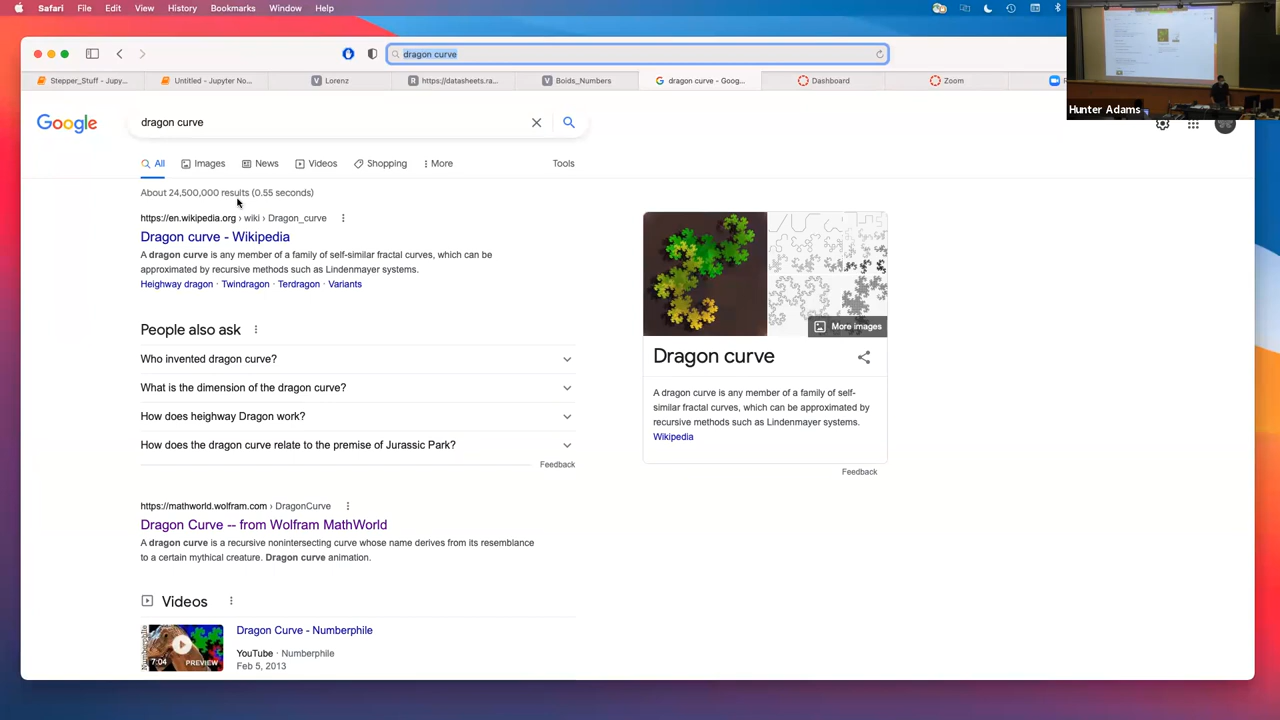 Safari File Edit View History Bookmarks Window Help
dragon curve
Stepper_Stuff - Jupy... Untitled - Jupyter No... Lorenz https://datasheets.ra... Boids_Numbers dragon curve - Goog... Dashboard Zoom
Hunter Adams
Google dragon curve
All Images News Videos Shopping More Tools
About 24,500,000 results (0.55 seconds)
https://en.wikipedia.org › wiki › Dragon_curve
Dragon curve - Wikipedia
A dragon curve is any member of a family of self-similar fractal curves, which can be
approximated by recursive methods such as Lindenmayer systems.
Heighway dragon · Twindragon · Terdragon · Variants
People also ask
Who invented dragon curve?
What is the dimension of the dragon curve?
How does heighway Dragon work?
How does the dragon curve relate to the premise of Jurassic Park?
Feedback
https://mathworld.wolfram.com › DragonCurve
Dragon Curve -- from Wolfram MathWorld
A dragon curve is a recursive nonintersecting curve whose name derives from its resemblance
to a certain mythical creature. Dragon curve animation.
Videos
Numberphile
7:04 PREVIEW
Dragon Curve - Numberphile
YouTube · Numberphile
Feb 5, 2013
More images
Dragon curve
A dragon curve is any member of a family of self-
similar fractal curves, which can be approximated by
recursive methods such as Lindenmayer systems.
Wikipedia
Feedback